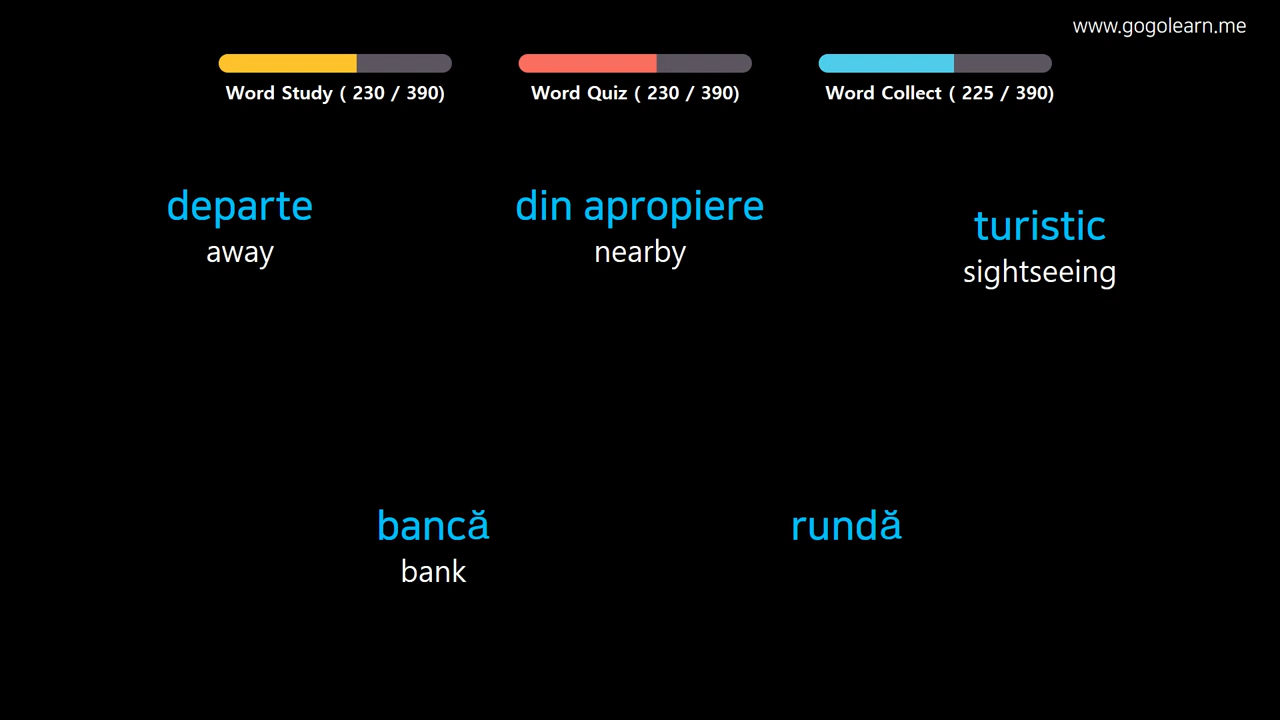 www.gogolearn.me
Word Study ( 230 / 390)
Word Quiz ( 230 / 390)
Word Collect ( 225 / 390)
departe
away
din apropiere
nearby
turistic
sightseeing
bancă
bank
rundă